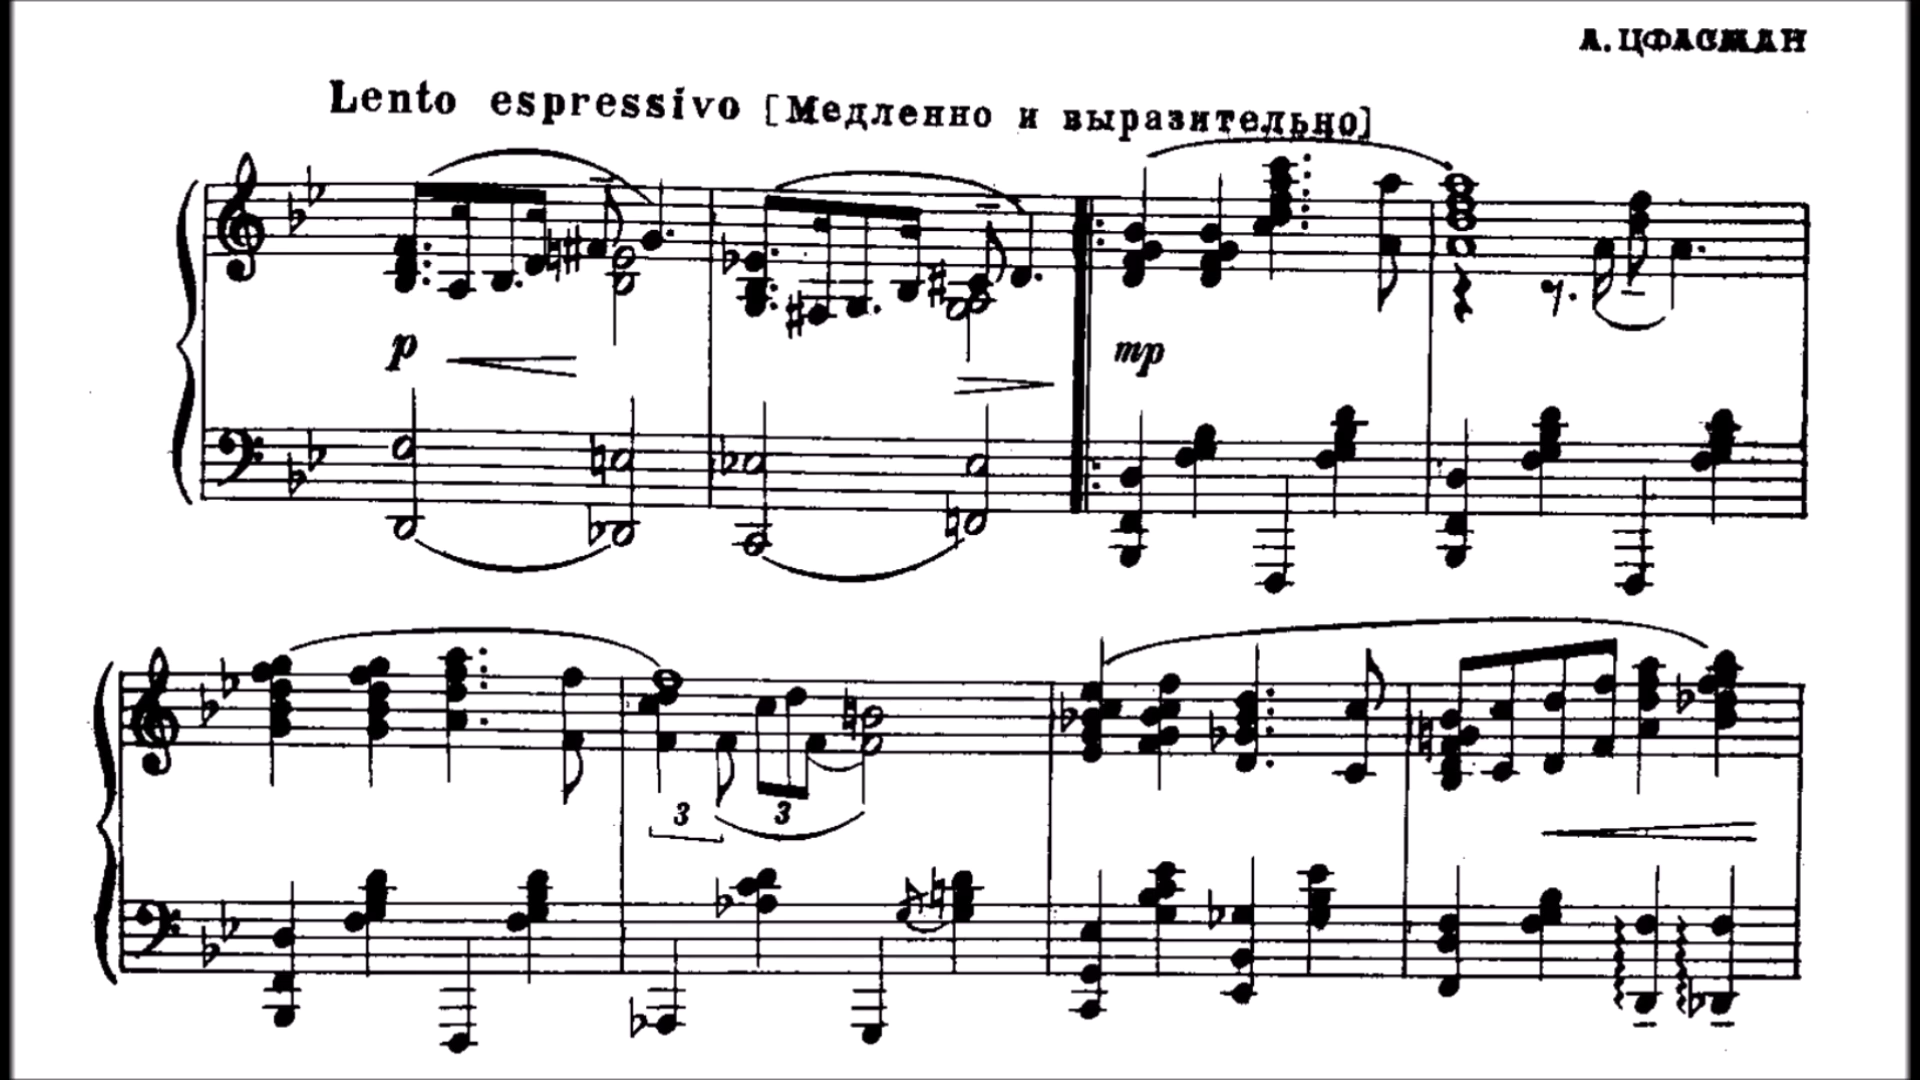 А. ЦФАСМАН
Lento espressivo [Медленно и выразительно]
p
mp
3 3